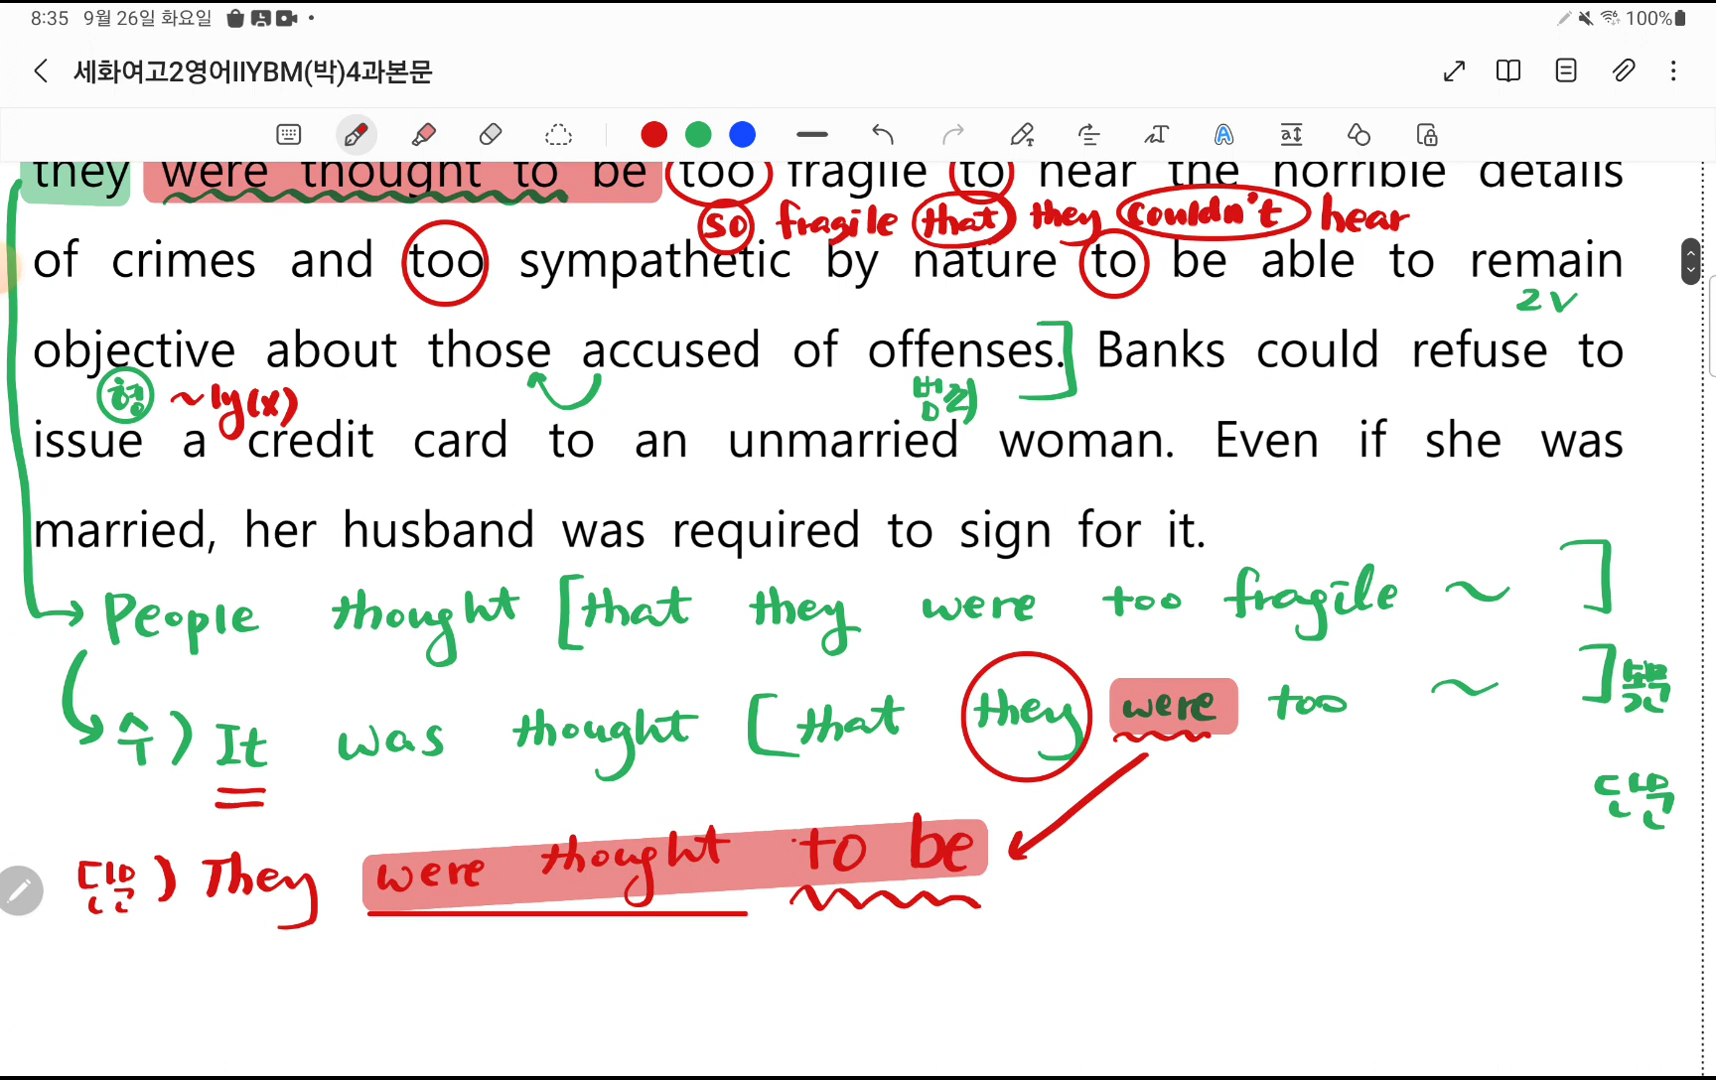 8:35 9월 26일 화요일 100%
세화여고2영어IIYBM(박)4과본문
they were thought to be too fragile to hear the horrible details
so fragile that they couldn't hear
of crimes and too sympathetic by nature to be able to remain
2V
objective about those accused of offenses.] Banks could refuse to
형 ~ly(x) 범죄
issue a credit card to an unmarried woman. Even if she was
married, her husband was required to sign for it.
→ People thought [that they were too fragile ~ ]
수) It was thought [that they were too ~ ] 복문
단문
단문) They were thought to be